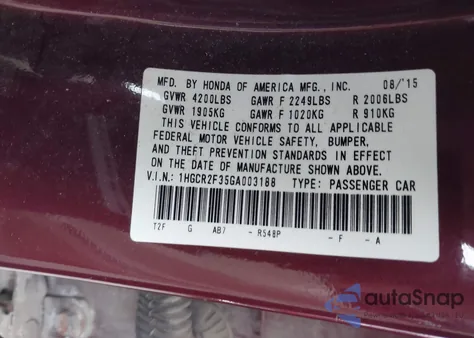 MFD. BY HONDA OF AMERICA MFG., INC. 08/'15
GVWR 4200LBS GAWR F 2249LBS R 2006LBS
GVWR 1905KG GAWR F 1020KG R 910KG
THIS VEHICLE CONFORMS TO ALL APPLICABLE
FEDERAL MOTOR VEHICLE SAFETY, BUMPER,
AND THEFT PREVENTION STANDARDS IN EFFECT
ON THE DATE OF MANUFACTURE SHOWN ABOVE.
V.I.N.: 1HGCR2F35GA003188 TYPE: PASSENGER CAR
T2F G AB7 - R548P - F - A
autoSnap